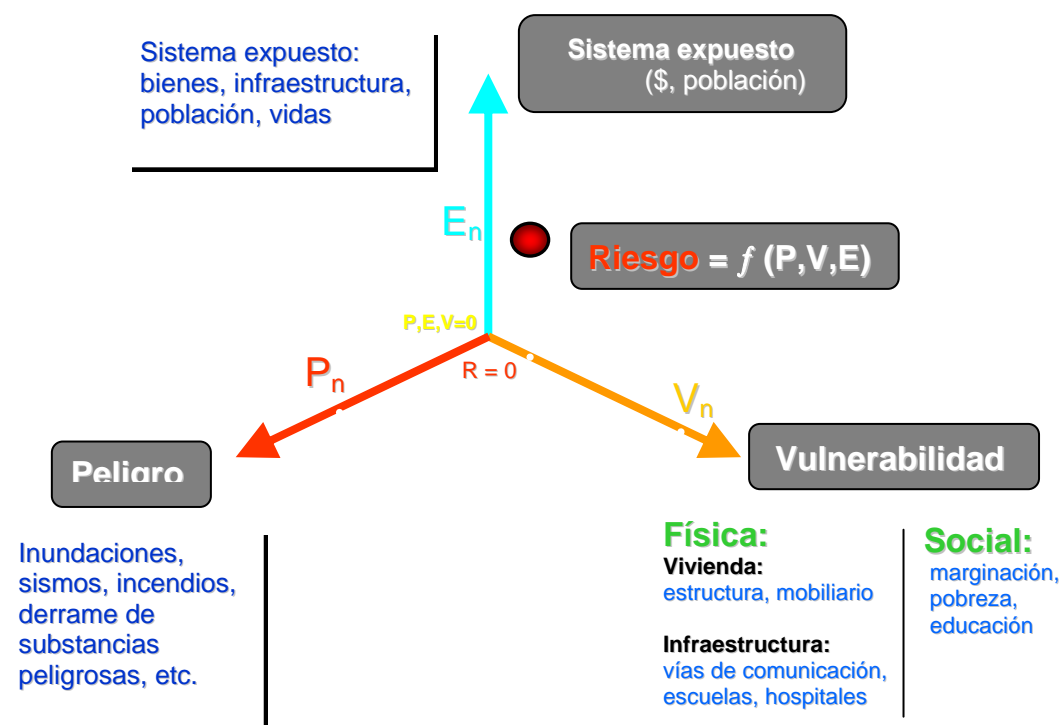 Sistema expuesto:
bienes, infraestructura,
población, vidas
Sistema expuesto
($, población)
En
Riesgo = f (P,V,E)
P,E,V=0
R = 0
Pn
Vn
Peligro
Vulnerabilidad
Inundaciones,
sismos, incendios,
derrame de
substancias
peligrosas, etc.
Física:
Vivienda:
estructura, mobiliario
Infraestructura:
vías de comunicación,
escuelas, hospitales
Social:
marginación,
pobreza,
educación